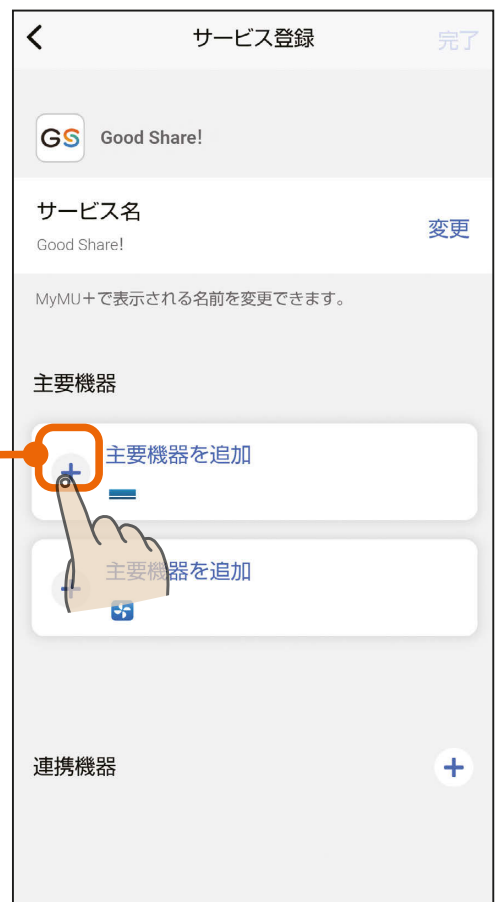 サービス登録
完了
GS
Good Share!
サービス名
Good Share!
変更
MyMU+で表示される名前を変更できます。
主要機器
主要機器を追加
主要機器を追加
連携機器